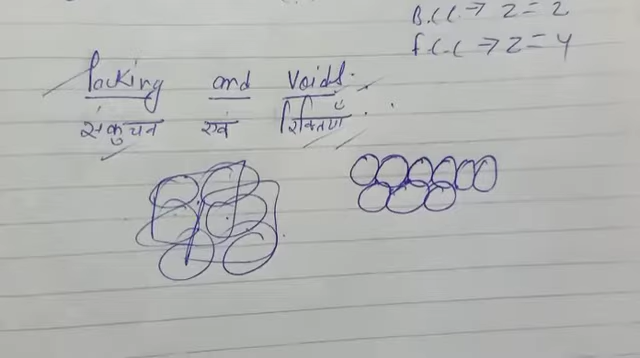 B.C.C. → Z = 2
F.C.C → Z = 4
Packing and Voids.
संकुचन एवं रिक्तियाँ